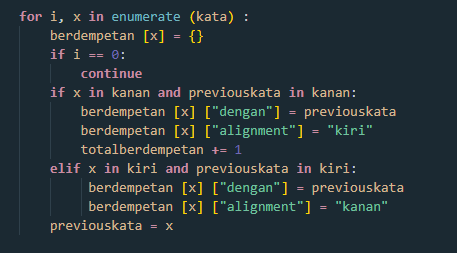 for i, x in enumerate (kata) :
    berdempetan [x] = {}
    if i == 0:
        continue
    if x in kanan and previouskata in kanan:
        berdempetan [x] ["dengan"] = previouskata
        berdempetan [x] ["alignment"] = "kiri"
        totalberdempetan += 1
    elif x in kiri and previouskata in kiri:
         berdempetan [x] ["dengan"] = previouskata
         berdempetan [x] ["alignment"] = "kanan"
    previouskata = x